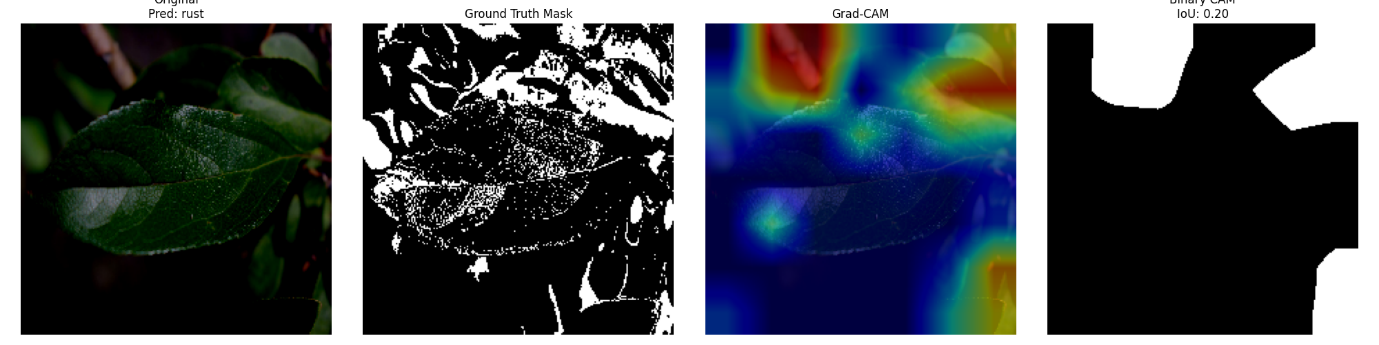 Original
Pred: rust
Ground Truth Mask
Grad-CAM
Binary CAM
IoU: 0.20